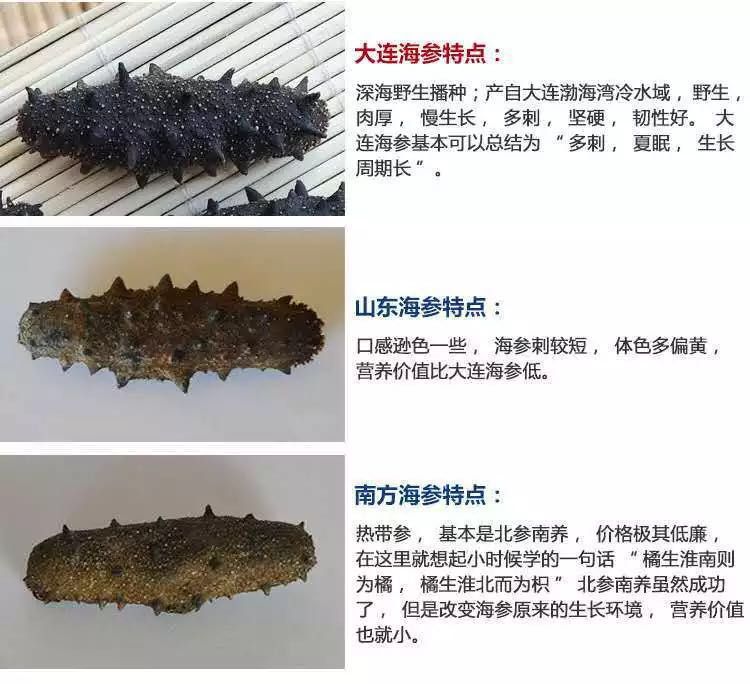 大连海参特点：
深海野生播种；产自大连渤海湾冷水域，野生，
肉厚，慢生长，多刺，坚硬，韧性好。大
连海参基本可以总结为“多刺，夏眠，生长
周期长”。
山东海参特点：
口感逊色一些，海参刺较短，体色多偏黄，
营养价值比大连海参低。
南方海参特点：
热带参，基本是北参南养，价格极其低廉，
在这里就想起小时候学的一句话“橘生淮南则
为橘，橘生淮北而为枳”北参南养虽然成功
了，但是改变海参原来的生长环境，营养价值
也就小。